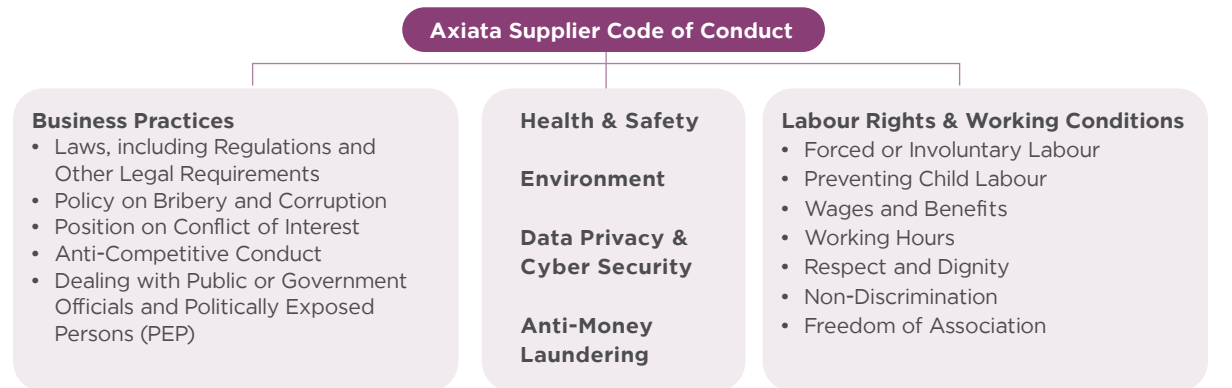 Axiata Supplier Code of Conduct
Business Practices
• Laws, including Regulations and
Other Legal Requirements
• Policy on Bribery and Corruption
• Position on Conflict of Interest
• Anti-Competitive Conduct
• Dealing with Public or Government
Officials and Politically Exposed
Persons (PEP)
Health & Safety
Environment
Data Privacy &
Cyber Security
Anti-Money
Laundering
Labour Rights & Working Conditions
• Forced or Involuntary Labour
• Preventing Child Labour
• Wages and Benefits
• Working Hours
• Respect and Dignity
• Non-Discrimination
• Freedom of Association